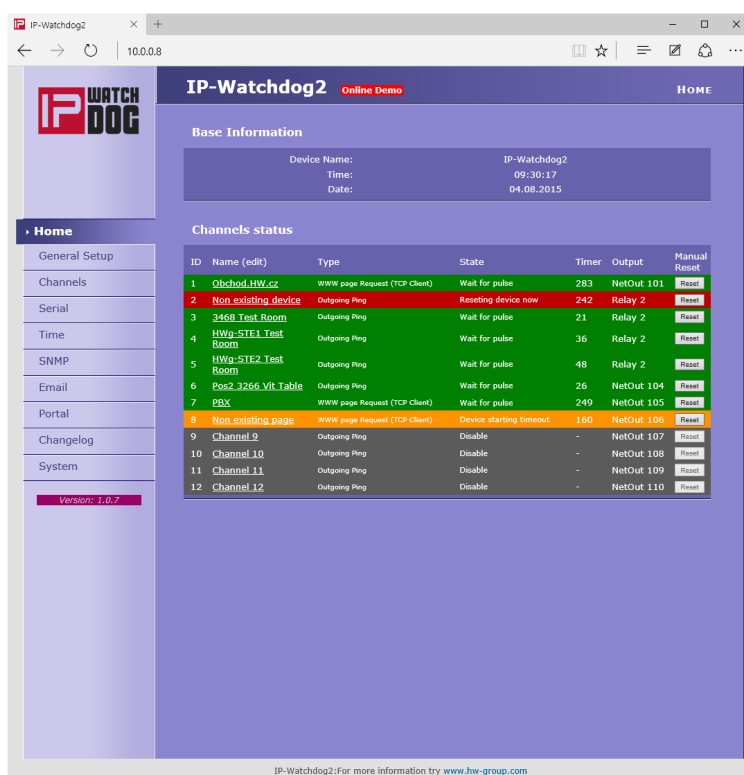 IP-Watchdog2
10.0.0.8
WATCH
IP DOG
IP-Watchdog2 Online Demo Home
Base Information
Device Name: IP-Watchdog2
Time: 09:30:17
Date: 04.08.2015
Home
General Setup
Channels
Serial
Time
SNMP
Email
Portal
Changelog
System
Version: 1.0.7
Channels status
ID Name (edit) Type State Timer Output Manual Reset
1 Obchod.HW.cz WWW page Request (TCP Client) Wait for pulse 283 NetOut 101 Reset
2 Non existing device Outgoing Ping Reseting device now 242 Relay 2 Reset
3 3468 Test Room Outgoing Ping Wait for pulse 21 Relay 2 Reset
4 HWg-STE1 Test Room Outgoing Ping Wait for pulse 36 Relay 2 Reset
5 HWg-STE2 Test Room Outgoing Ping Wait for pulse 48 Relay 2 Reset
6 Pos2 3266 Vit Table Outgoing Ping Wait for pulse 26 NetOut 104 Reset
7 PBX WWW page Request (TCP Client) Wait for pulse 249 NetOut 105 Reset
8 Non existing page WWW page Request (TCP Client) Device starting timeout 160 NetOut 106 Reset
9 Channel 9 Outgoing Ping Disable - NetOut 107 Reset
10 Channel 10 Outgoing Ping Disable - NetOut 108 Reset
11 Channel 11 Outgoing Ping Disable - NetOut 109 Reset
12 Channel 12 Outgoing Ping Disable - NetOut 110 Reset
IP-Watchdog2:For more information try www.hw-group.com